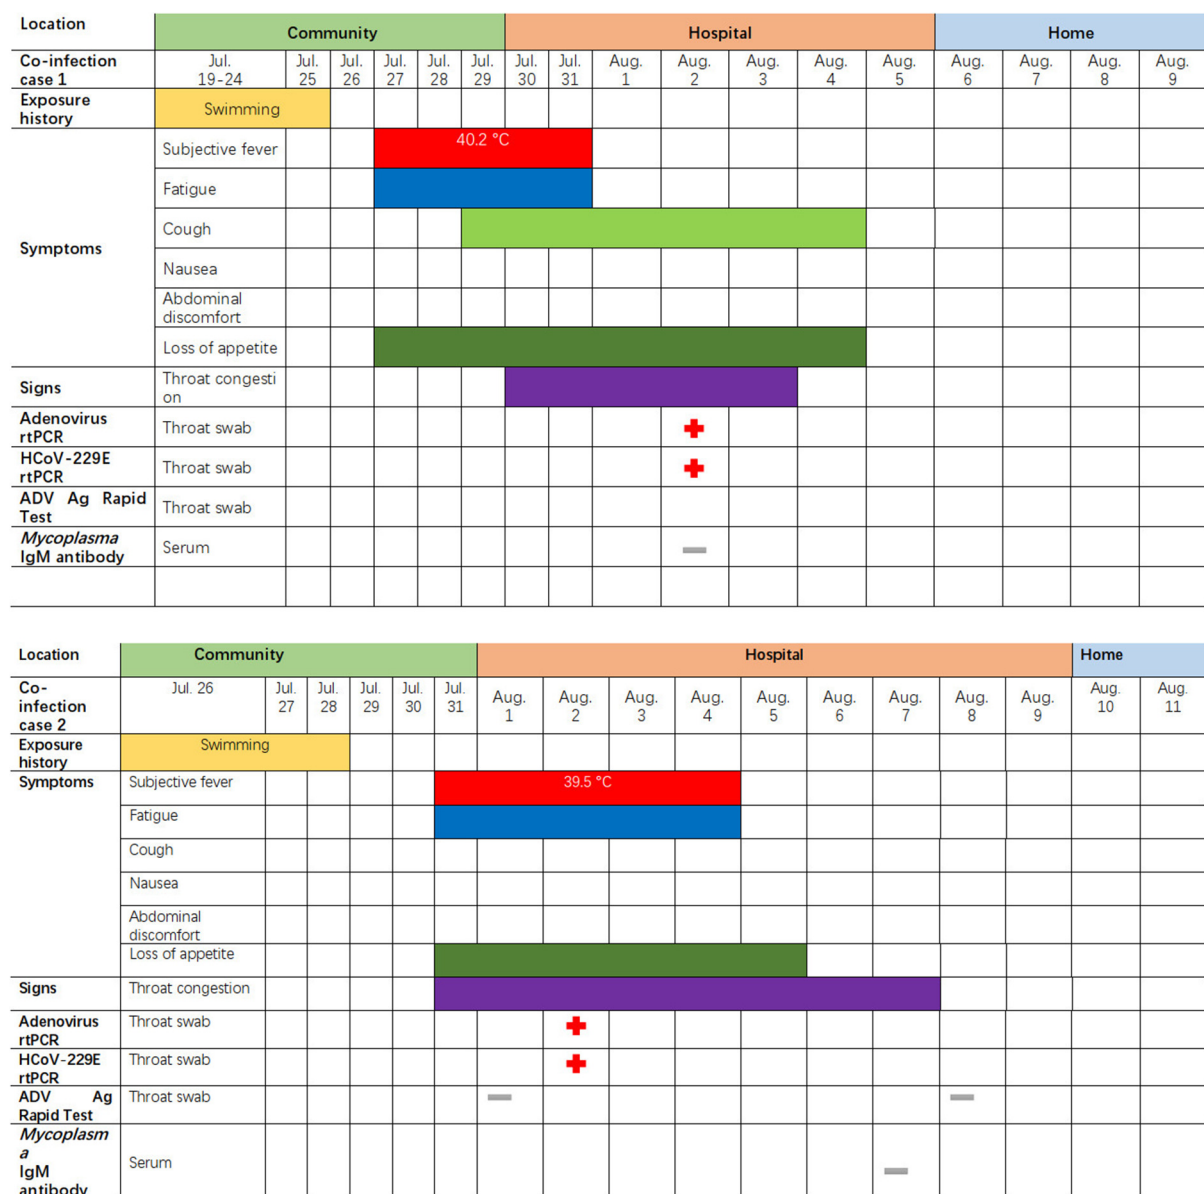 Location
Community Hospital Home
Co-infection case 1 Jul. 19-24 Jul. 25 Jul. 26 Jul. 27 Jul. 28 Jul. 29 Jul. 30 Jul. 31 Aug. 1 Aug. 2 Aug. 3 Aug. 4 Aug. 5 Aug. 6 Aug. 7 Aug. 8 Aug. 9
Exposure history Swimming
Symptoms
Subjective fever 40.2 °C
Fatigue
Cough
Nausea
Abdominal discomfort
Loss of appetite
Signs Throat congesti
on
Adenovirus rtPCR Throat swab
HCoV-229E rtPCR Throat swab
ADV Ag Rapid Test Throat swab
Mycoplasma IgM antibody Serum
Location Community Hospital Home
Co-infection case 2 Jul. 26 Jul. 27 Jul. 28 Jul. 29 Jul. 30 Jul. 31 Aug. 1 Aug. 2 Aug. 3 Aug. 4 Aug. 5 Aug. 6 Aug. 7 Aug. 8 Aug. 9 Aug. 10 Aug. 11
Exposure history Swimming
Symptoms Subjective fever 39.5 °C
Fatigue
Cough
Nausea
Abdominal discomfort
Loss of appetite
Signs Throat congestion
Adenovirus rtPCR Throat swab
HCoV-229E rtPCR Throat swab
ADV Ag Rapid Test Throat swab
Mycoplasm
a
IgM
antibody Serum